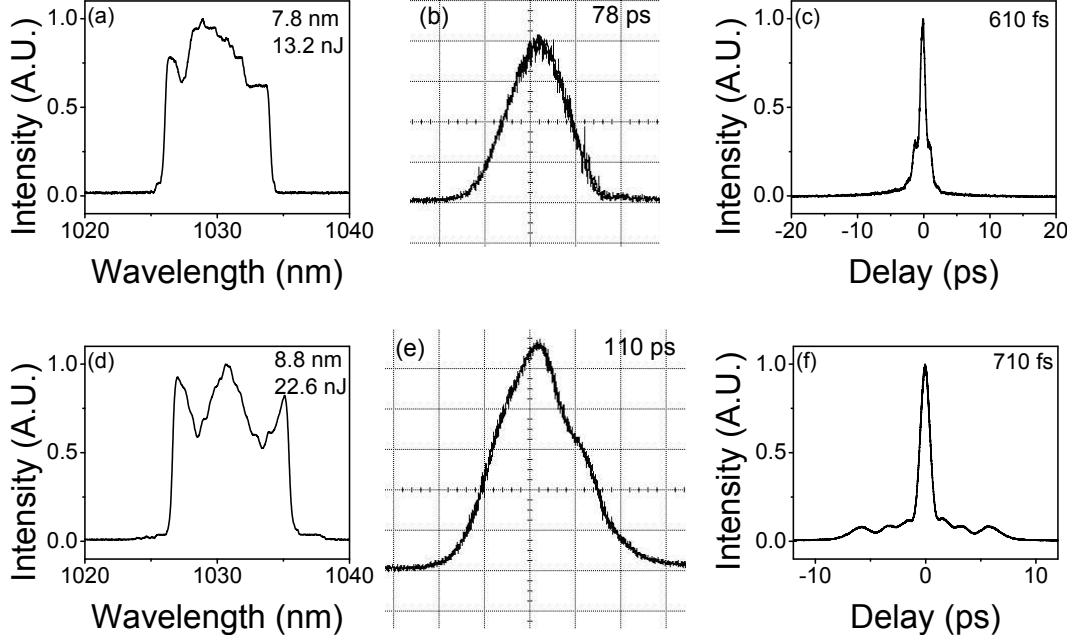 (a)
7.8 nm
13.2 nJ
1.0
0.5
0.0
Intensity (A.U.)
1020 1030 1040
Wavelength (nm)
(b)
78 ps
(c)
610 fs
1.0
0.5
0.0
Intensity (A.U.)
-20 -10 0 10 20
Delay (ps)
(d)
8.8 nm
22.6 nJ
1.0
0.5
0.0
Intensity (A.U.)
1020 1030 1040
Wavelength (nm)
(e)
110 ps
(f)
710 fs
1.0
0.5
0.0
Intensity (A.U.)
-10 0 10
Delay (ps)